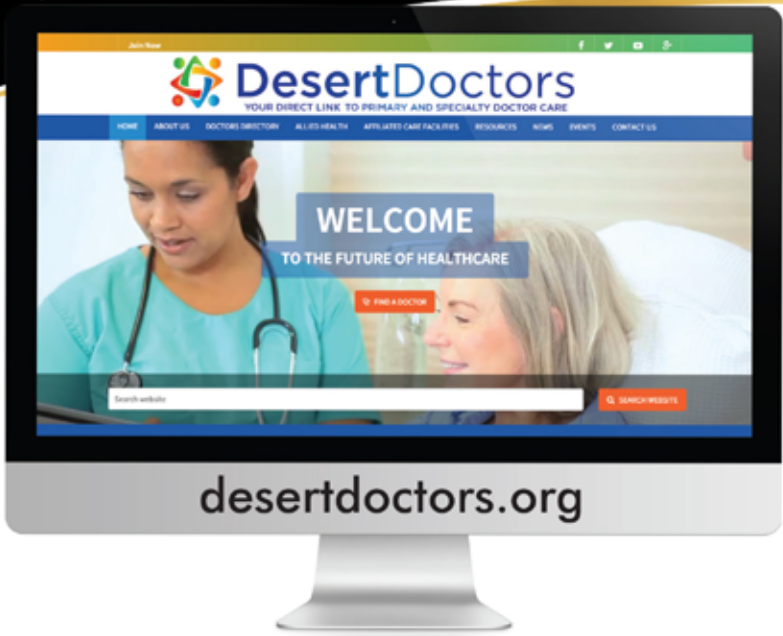 Join Now
DesertDoctors
YOUR DIRECT LINK TO PRIMARY AND SPECIALTY DOCTOR CARE
HOME ABOUT US DOCTORS DIRECTORY ALLIED HEALTH AFFILIATED CARE FACILITIES RESOURCES NEWS EVENTS CONTACT US
WELCOME
TO THE FUTURE OF HEALTHCARE
FIND A DOCTOR
Search website SEARCH WEBSITE
desertdoctors.org